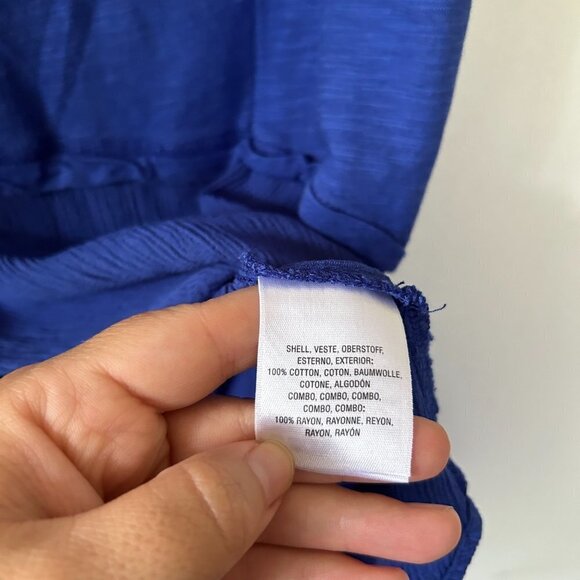 SHELL, VESTE, OBERSTOFF,
ESTERNO, EXTERIOR:
100% COTTON, COTON, BAUMWOLLE,
COTONE, ALGODÓN
COMBO, COMBO, COMBO,
COMBO, COMBO:
100% RAYON, RAYONNE, REYON,
RAYON, RAYÓN